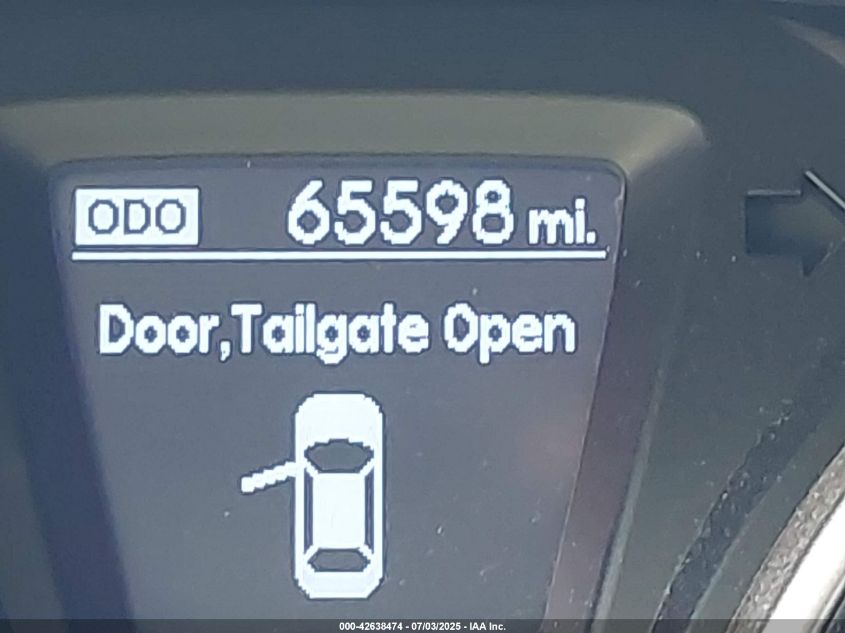 ODO 65598 mi.
Door,Tailgate Open
000-42638474 - 07/03/2025 - IAA Inc.